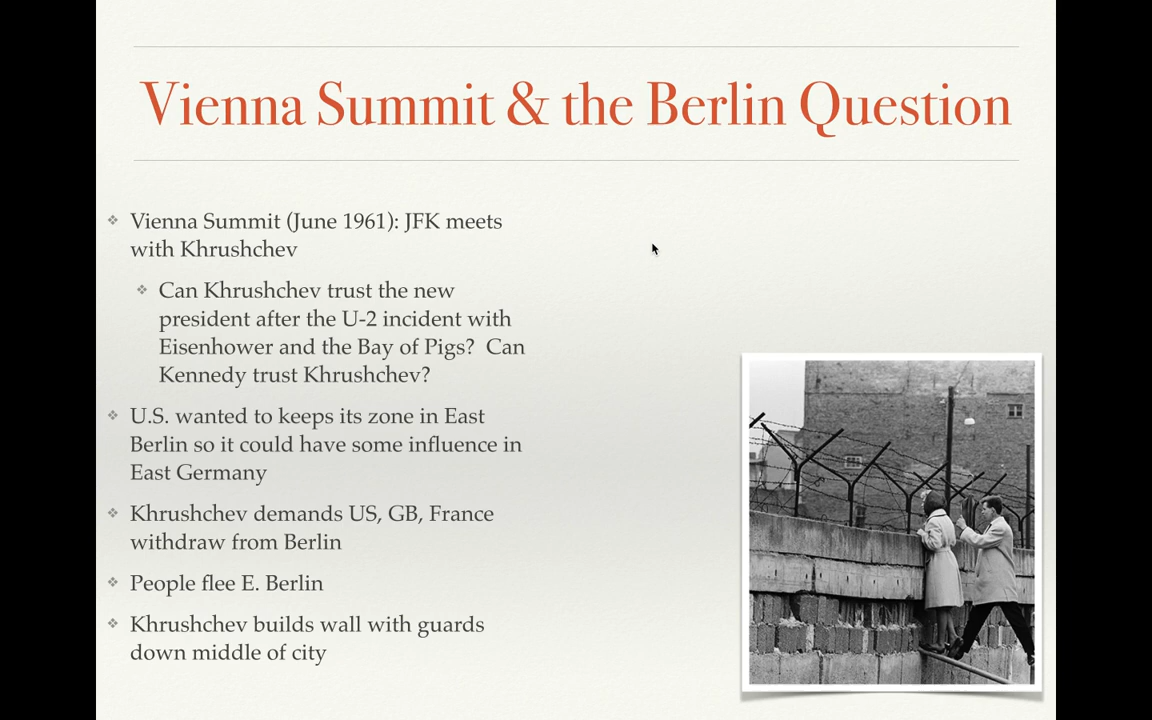 Vienna Summit & the Berlin Question
Vienna Summit (June 1961): JFK meets
with Khrushchev
Can Khrushchev trust the new
president after the U-2 incident with
Eisenhower and the Bay of Pigs?  Can
Kennedy trust Khrushchev?
U.S. wanted to keeps its zone in East
Berlin so it could have some influence in
East Germany
Khrushchev demands US, GB, France
withdraw from Berlin
People flee E. Berlin
Khrushchev builds wall with guards
down middle of city